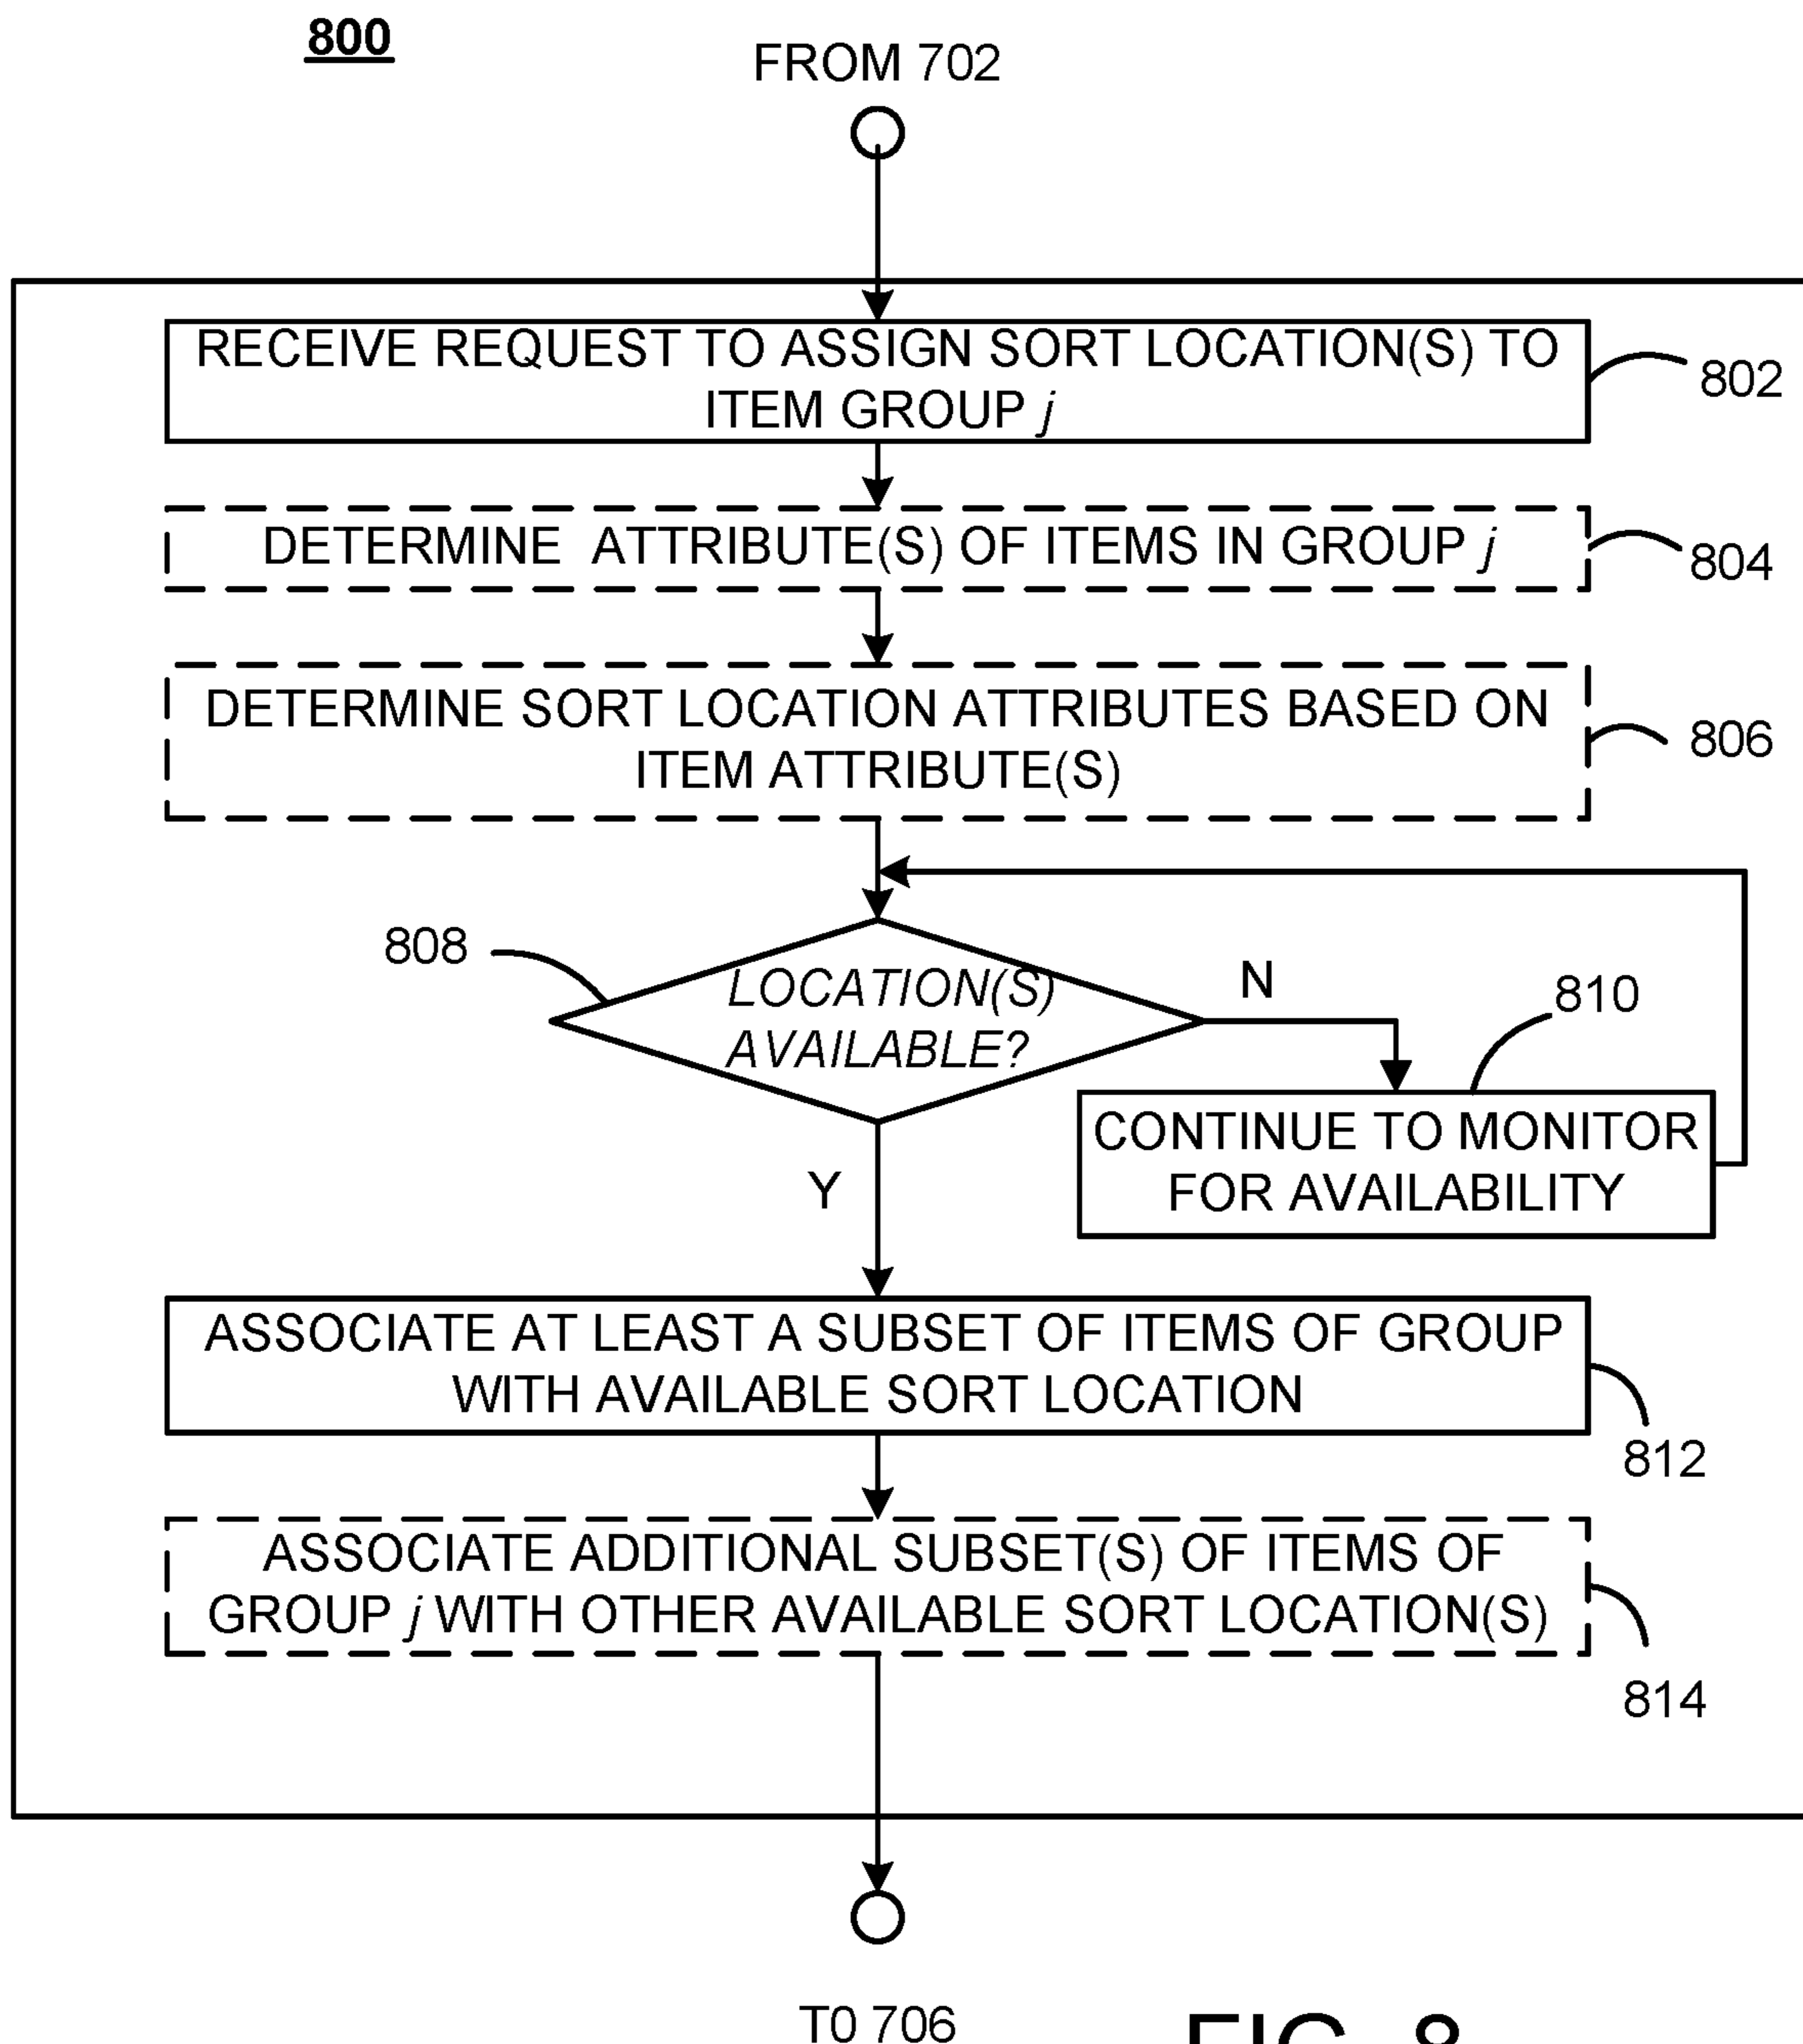 800
FROM 702
RECEIVE REQUEST TO ASSIGN SORT LOCATION(S) TO
ITEM GROUP j
802
DETERMINE ATTRIBUTE(S) OF ITEMS IN GROUP j
804
DETERMINE SORT LOCATION ATTRIBUTES BASED ON
ITEM ATTRIBUTE(S)
806
808
LOCATION(S)
AVAILABLE?
N
810
CONTINUE TO MONITOR
FOR AVAILABILITY
Y
ASSOCIATE AT LEAST A SUBSET OF ITEMS OF GROUP
WITH AVAILABLE SORT LOCATION
812
ASSOCIATE ADDITIONAL SUBSET(S) OF ITEMS OF
GROUP j WITH OTHER AVAILABLE SORT LOCATION(S)
814
T0 706
FIG. 8